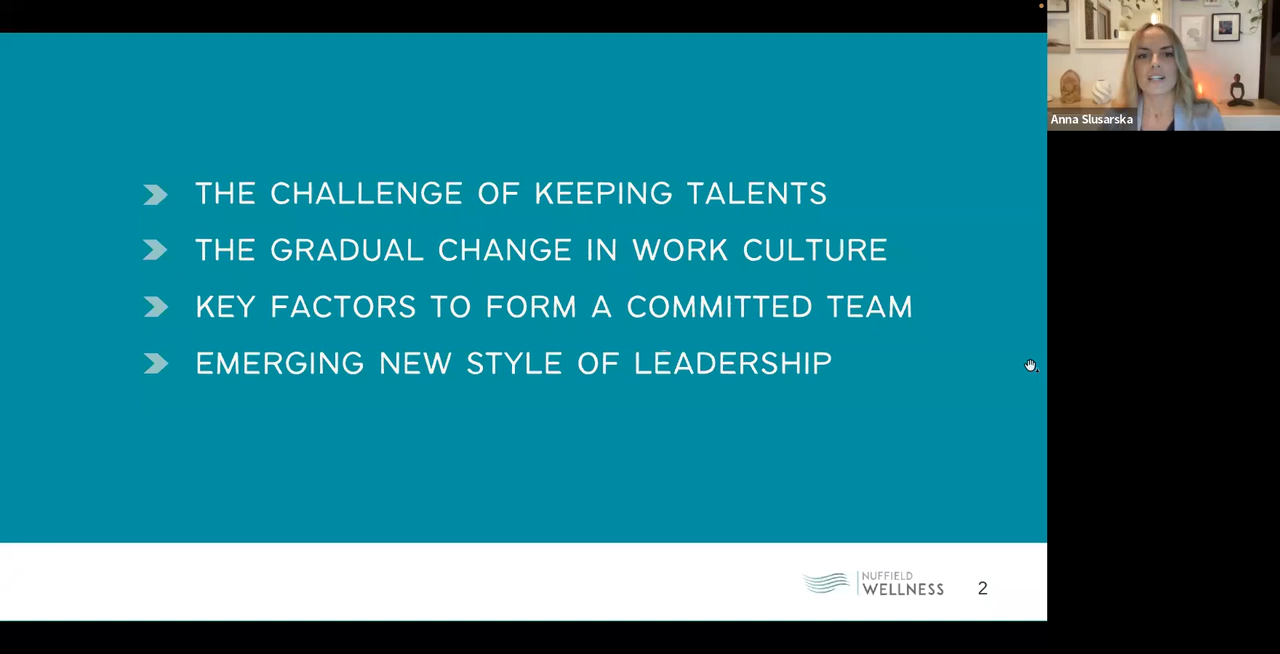 THE CHALLENGE OF KEEPING TALENTS
THE GRADUAL CHANGE IN WORK CULTURE
KEY FACTORS TO FORM A COMMITTED TEAM
EMERGING NEW STYLE OF LEADERSHIP
NUFFIELD
WELLNESS
2
Anna Slusarska